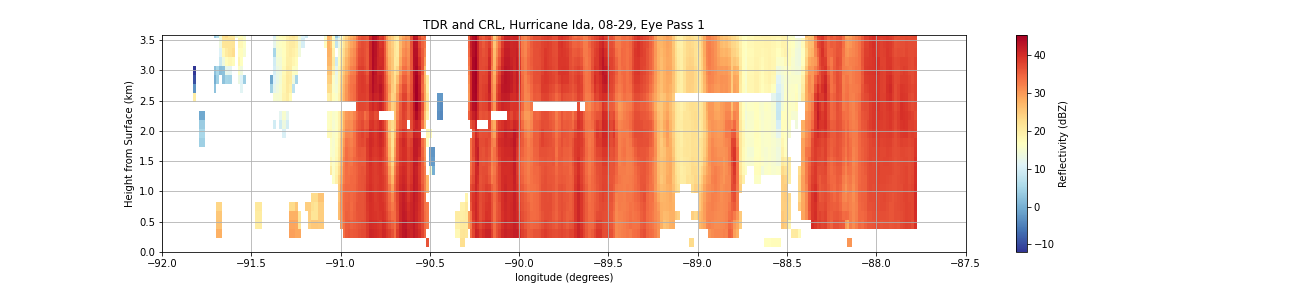 TDR and CRL, Hurricane Ida, 08-29, Eye Pass 1
Height from Surface (km)
3.5
3.0
2.5
2.0
1.5
1.0
0.5
0.0
−92.0 −91.5 −91.0 −90.5 −90.0 −89.5 −89.0 −88.5 −88.0 −87.5
longitude (degrees)
40
30
20
10
0
−10
Reflectivity (dBZ)